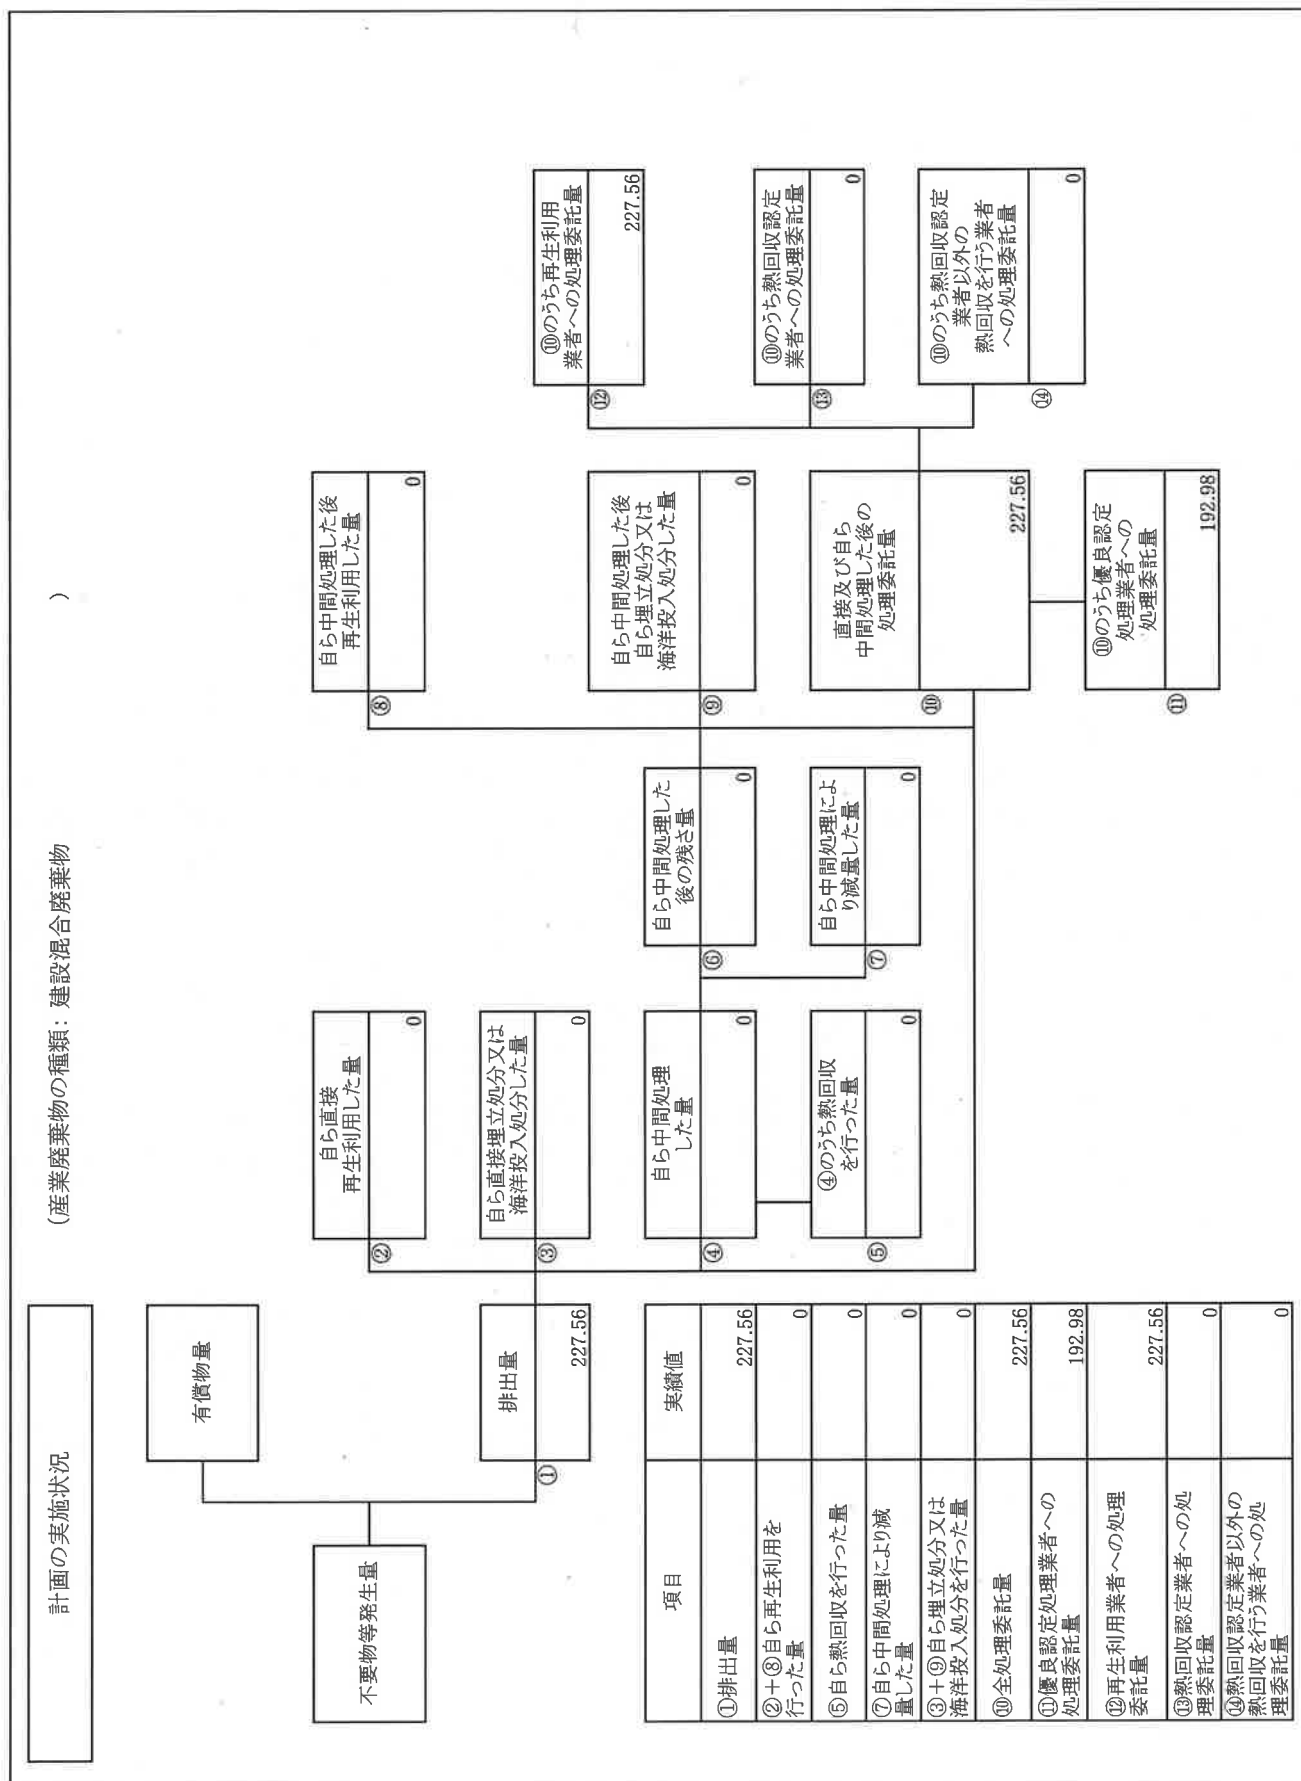 計画の実施状況
(産業廃棄物の種類：建設混合廃棄物 )
不要物等発生量
有償物量
①
排出量
227.56
②
自ら直接
再生利用した量
0
③
自ら直接埋立処分又は
海洋投入処分した量
0
④
自ら中間処理
した量
0
⑤
④のうち熱回収
を行った量
0
⑥
自ら中間処理した
後の残さ量
0
⑦
自ら中間処理によ
り減量した量
0
⑧
自ら中間処理した後
再生利用した量
0
⑨
自ら中間処理した後
自ら埋立処分又は
海洋投入処分した量
0
⑩
直接及び自ら
中間処理した後の
処理委託量
227.56
⑪
⑩のうち優良認定
処理業者への
処理委託量
192.98
⑫
⑩のうち再生利用
業者への処理委託量
227.56
⑬
⑩のうち熱回収認定
業者への処理委託量
0
⑭
⑩のうち熱回収認定
業者以外の
熱回収を行う業者
への処理委託量
0
項目 実績値
①排出量 227.56
②＋⑧自ら再生利用を
行った量 0
⑤自ら熱回収を行った量 0
⑦自ら中間処理により減
量した量 0
③＋⑨自ら埋立処分又は
海洋投入処分を行った量 0
⑩全処理委託量 227.56
⑪優良認定処理業者への
処理委託量 192.98
⑫再生利用業者への処理
委託量 227.56
⑬熱回収認定業者への処
理委託量 0
⑭熱回収認定業者以外の
熱回収を行う業者への処
理委託量 0